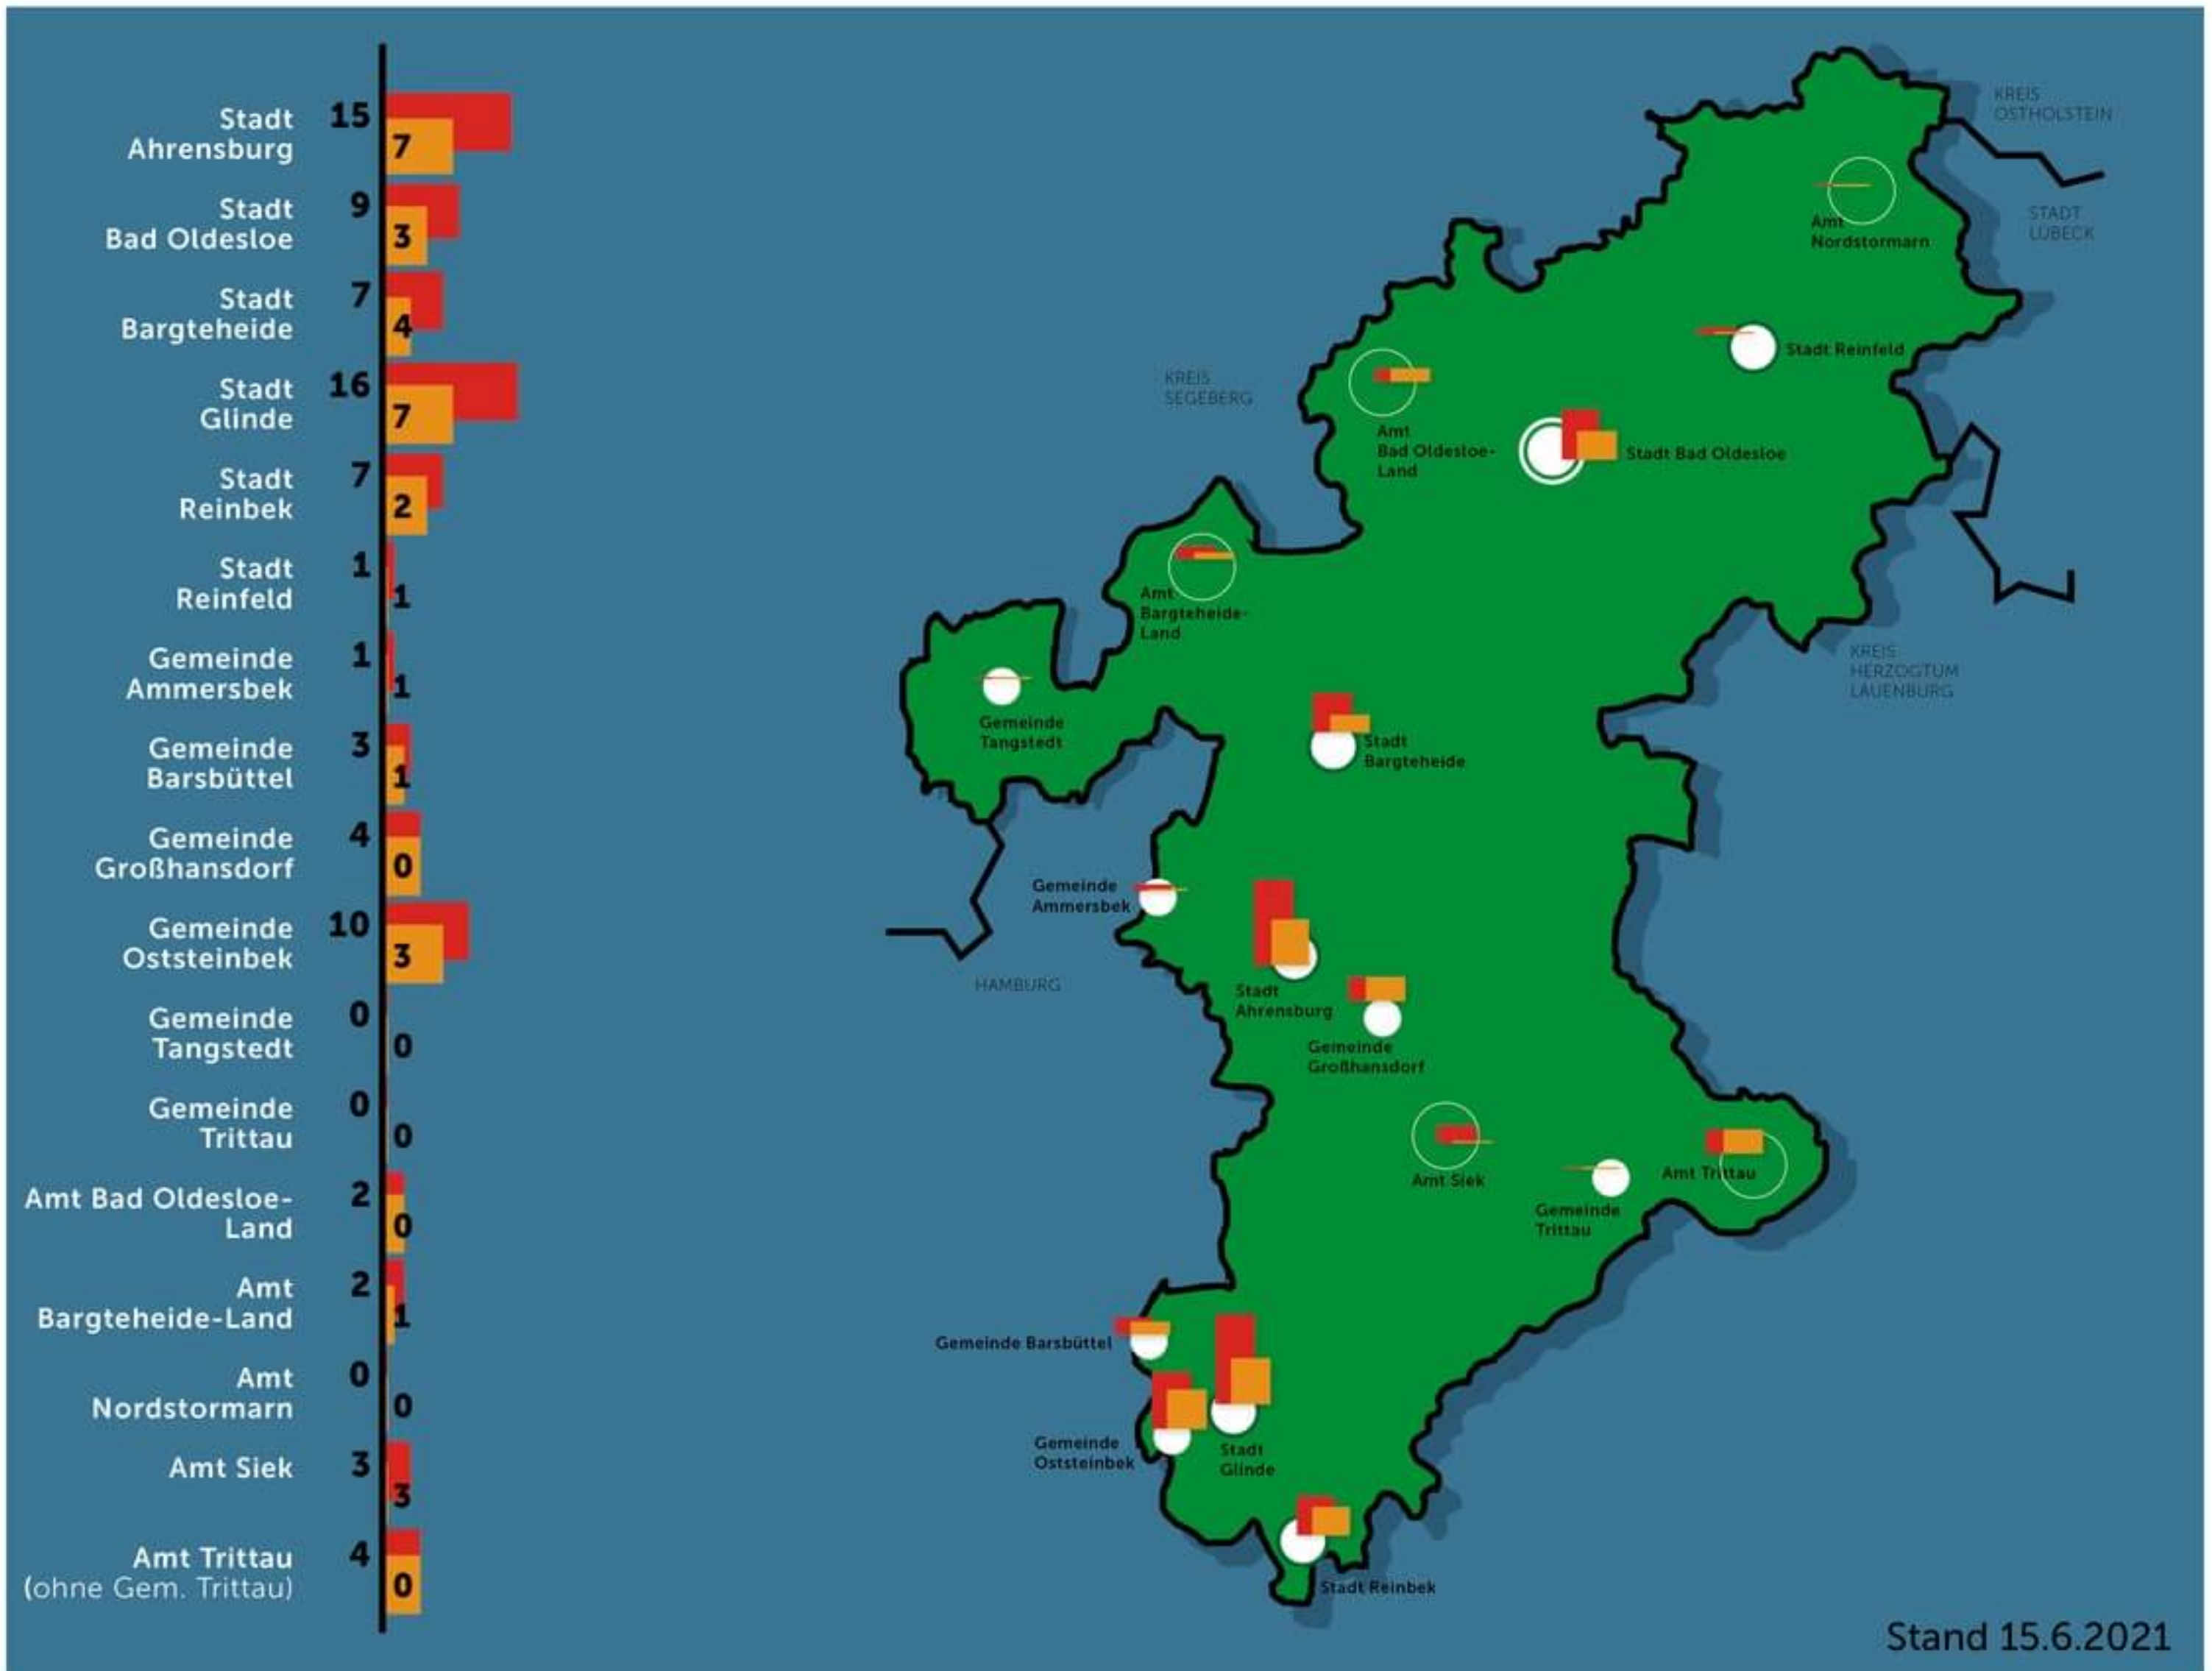 Stadt
Ahrensburg
15
7
Stadt
Bad Oldesloe
9
3
Stadt
Bargteheide
7
4
Stadt
Glinde
16
7
Stadt
Reinbek
7
2
Stadt
Reinfeld
1
1
Gemeinde
Ammersbek
1
1
Gemeinde
Barsbüttel
3
1
Gemeinde
Großhansdorf
4
0
Gemeinde
Oststeinbek
10
3
Gemeinde
Tangstedt
0
0
Gemeinde
Trittau
0
0
Amt Bad Oldesloe-
Land
2
0
Amt
Bargteheide-Land
2
1
Amt
Nordstormarn
0
0
Amt Siek
3
3
Amt Trittau
(ohne Gem. Trittau)
4
0
KREIS
OSTHOLSTEIN
STADT
LÜBECK
Amt
Nordstormarn
Stadt Reinfeld
KREIS
SEGEBERG
Amt
Bad Oldesloe-
Land
Stadt Bad Oldesloe
Amt
Bargteheide-
Land
KREIS
HERZOGTUM
LAUENBURG
Gemeinde
Tangstedt
Stadt
Bargteheide
Gemeinde
Ammersbek
HAMBURG
Stadt
Ahrensburg
Gemeinde
Großhansdorf
Amt Siek
Amt Trittau
Gemeinde
Trittau
Gemeinde Barsbüttel
Gemeinde
Oststeinbek
Stadt
Glinde
Stadt Reinbek
Stand 15.6.2021